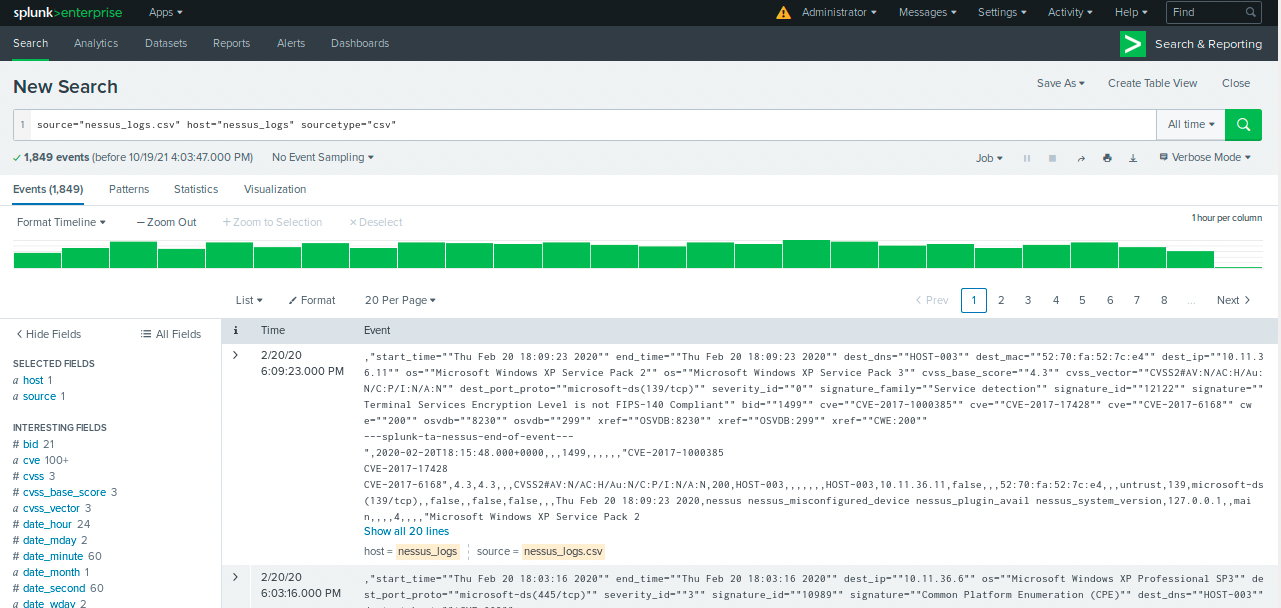 splunk>enterprise Apps Administrator Messages Settings Activity Help Find
Search Analytics Datasets Reports Alerts Dashboards Search & Reporting
New Search Save As Create Table View Close
1 source="nessus_logs.csv" host="nessus_logs" sourcetype="csv" All time
1,849 events (before 10/19/21 4:03:47.000 PM) No Event Sampling Job Verbose Mode
Events (1,849) Patterns Statistics Visualization
Format Timeline — Zoom Out + Zoom to Selection × Deselect 1 hour per column
List Format 20 Per Page < Prev 1 2 3 4 5 6 7 8 ... Next >
< Hide Fields All Fields
SELECTED FIELDS
a host 1
a source 1
INTERESTING FIELDS
# bid 21
a cve 100+
# cvss 3
# cvss_base_score 3
a cvss_vector 3
# date_hour 24
# date_mday 2
# date_minute 60
a date_month 1
# date_second 60
a date_wday 2
i Time Event
> 2/20/20
6:09:23.000 PM
,"start_time=""Thu Feb 20 18:09:23 2020"" end_time=""Thu Feb 20 18:09:23 2020"" dest_dns=""HOST-003"" dest_mac=""52:70:fa:52:7c:e4"" dest_ip=""10.11.3
6.11"" os=""Microsoft Windows XP Service Pack 2"" os=""Microsoft Windows XP Service Pack 3"" cvss_base_score=""4.3"" cvss_vector=""CVSS2#AV:N/AC:H/Au:
N/C:P/I:N/A:N"" dest_port_proto=""microsoft-ds(139/tcp)"" severity_id=""0"" signature_family=""Service detection"" signature_id=""12122"" signature=""
Terminal Services Encryption Level is not FIPS-140 Compliant"" bid=""1499"" cve=""CVE-2017-1000385"" cve=""CVE-2017-17428"" cve=""CVE-2017-6168"" cw
e=""200"" osvdb=""8230"" osvdb=""299"" xref=""OSVDB:8230"" xref=""OSVDB:299"" xref=""CWE:200""
---splunk-ta-nessus-end-of-event---
",2020-02-20T18:15:48.000+0000,,,1499,,,,,,"CVE-2017-1000385
CVE-2017-17428
CVE-2017-6168",4.3,4.3,,,CVSS2#AV:N/AC:H/Au:N/C:P/I:N/A:N,200,HOST-003,,,,,,,HOST-003,10.11.36.11,false,,,52:70:fa:52:7c:e4,,,untrust,139,microsoft-ds
(139/tcp),,false,,false,false,,,Thu Feb 20 18:09:23 2020,nessus nessus_misconfigured_device nessus_plugin_avail nessus_system_version,127.0.0.1,,mai
n,,,,4,,,,"Microsoft Windows XP Service Pack 2
Show all 20 lines
host = nessus_logs source = nessus_logs.csv
> 2/20/20
6:03:16.000 PM
,"start_time=""Thu Feb 20 18:03:16 2020"" end_time=""Thu Feb 20 18:03:16 2020"" dest_ip=""10.11.36.6"" os=""Microsoft Windows XP Professional SP3"" de
st_port_proto=""microsoft-ds(445/tcp)"" severity_id=""3"" signature_id=""10989"" signature=""Common Platform Enumeration (CPE)"" dest_dns=""HOST-003""